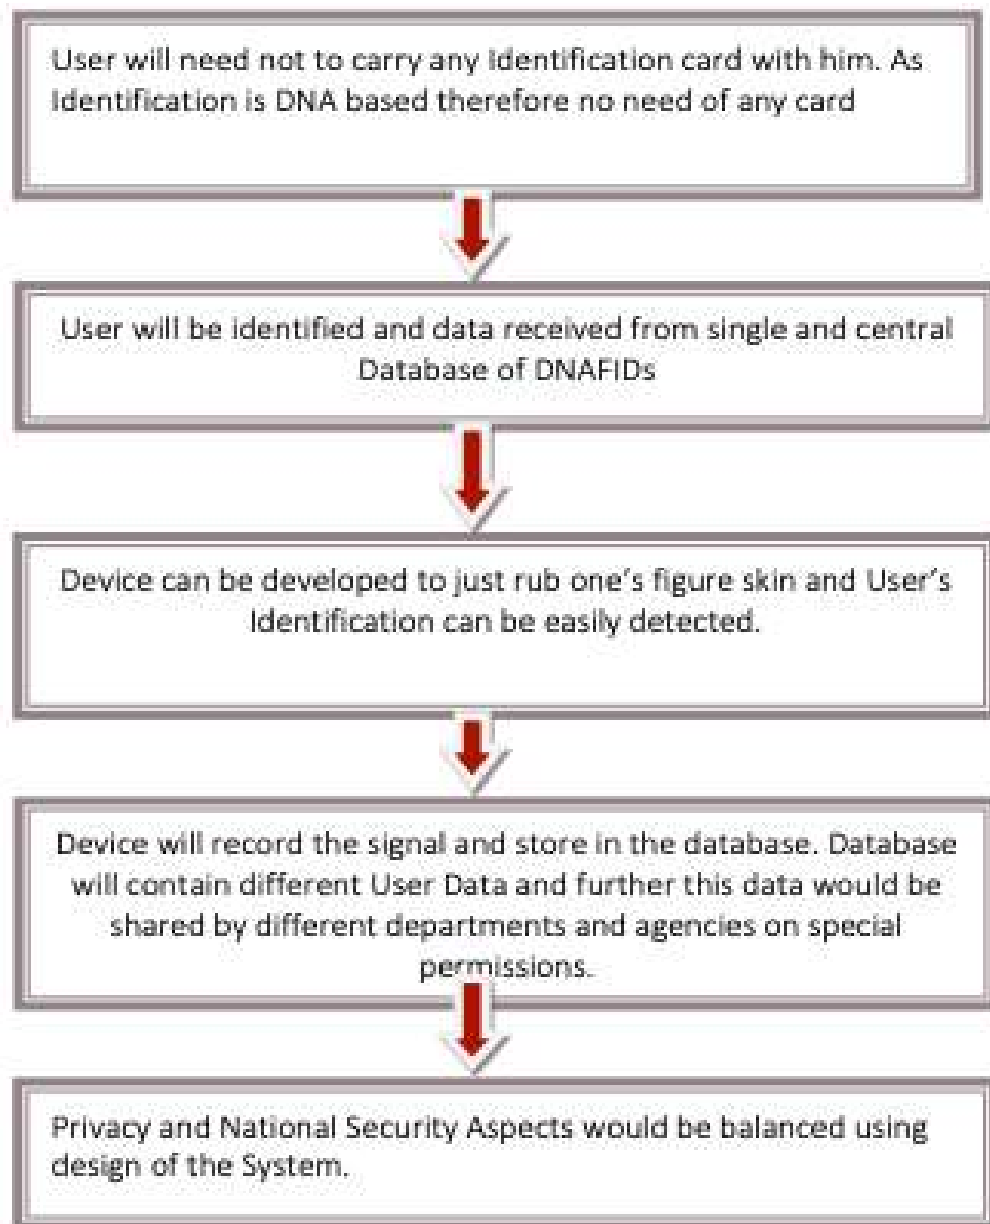 User will need not to carry any Identification card with him. As
Identification is DNA based therefore no need of any card
User will be identified and data received from single and central
Database of DNAFIDs
Device can be developed to just rub one's figure skin and User's
Identification can be easily detected.
Device will record the signal and store in the database. Database
will contain different User Data and further this data would be
shared by different departments and agencies on special
permissions.
Privacy and National Security Aspects would be balanced using
design of the System.